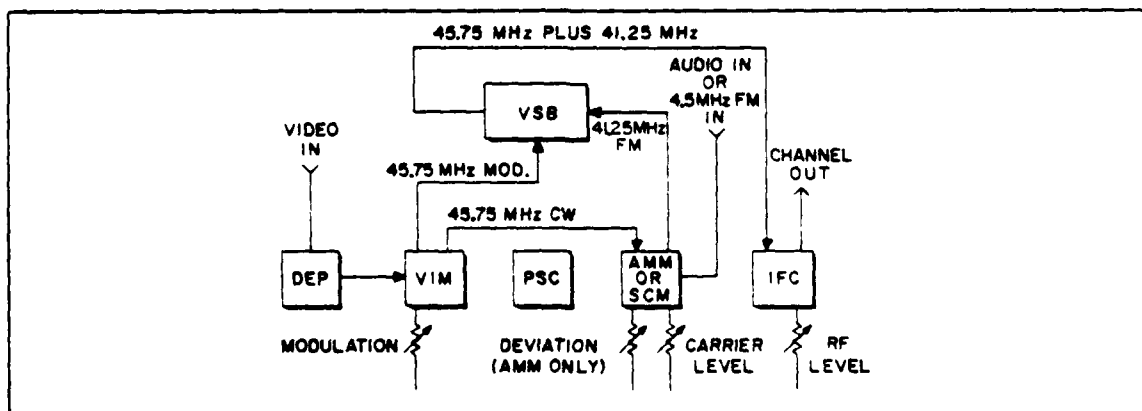 45.75 MHz PLUS 41.25 MHz
AUDIO IN
OR
4.5MHz FM
IN
VSB
41.25MHz
FM
VIDEO
IN
CHANNEL
OUT
45.75 MHz MOD.
45.75 MHz CW
DEP
VIM
PSC
AMM
OR
SCM
IFC
MODULATION
DEVIATION
(AMM ONLY)
CARRIER
LEVEL
RF
LEVEL